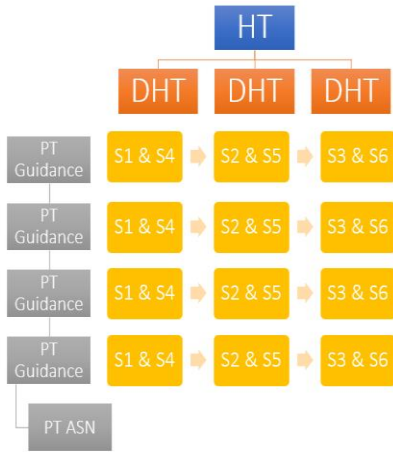 HT
DHT DHT DHT
PT
Guidance
S1 & S4 S2 & S5 S3 & S6
PT
Guidance
S1 & S4 S2 & S5 S3 & S6
PT
Guidance
S1 & S4 S2 & S5 S3 & S6
PT
Guidance
S1 & S4 S2 & S5 S3 & S6
PT ASN